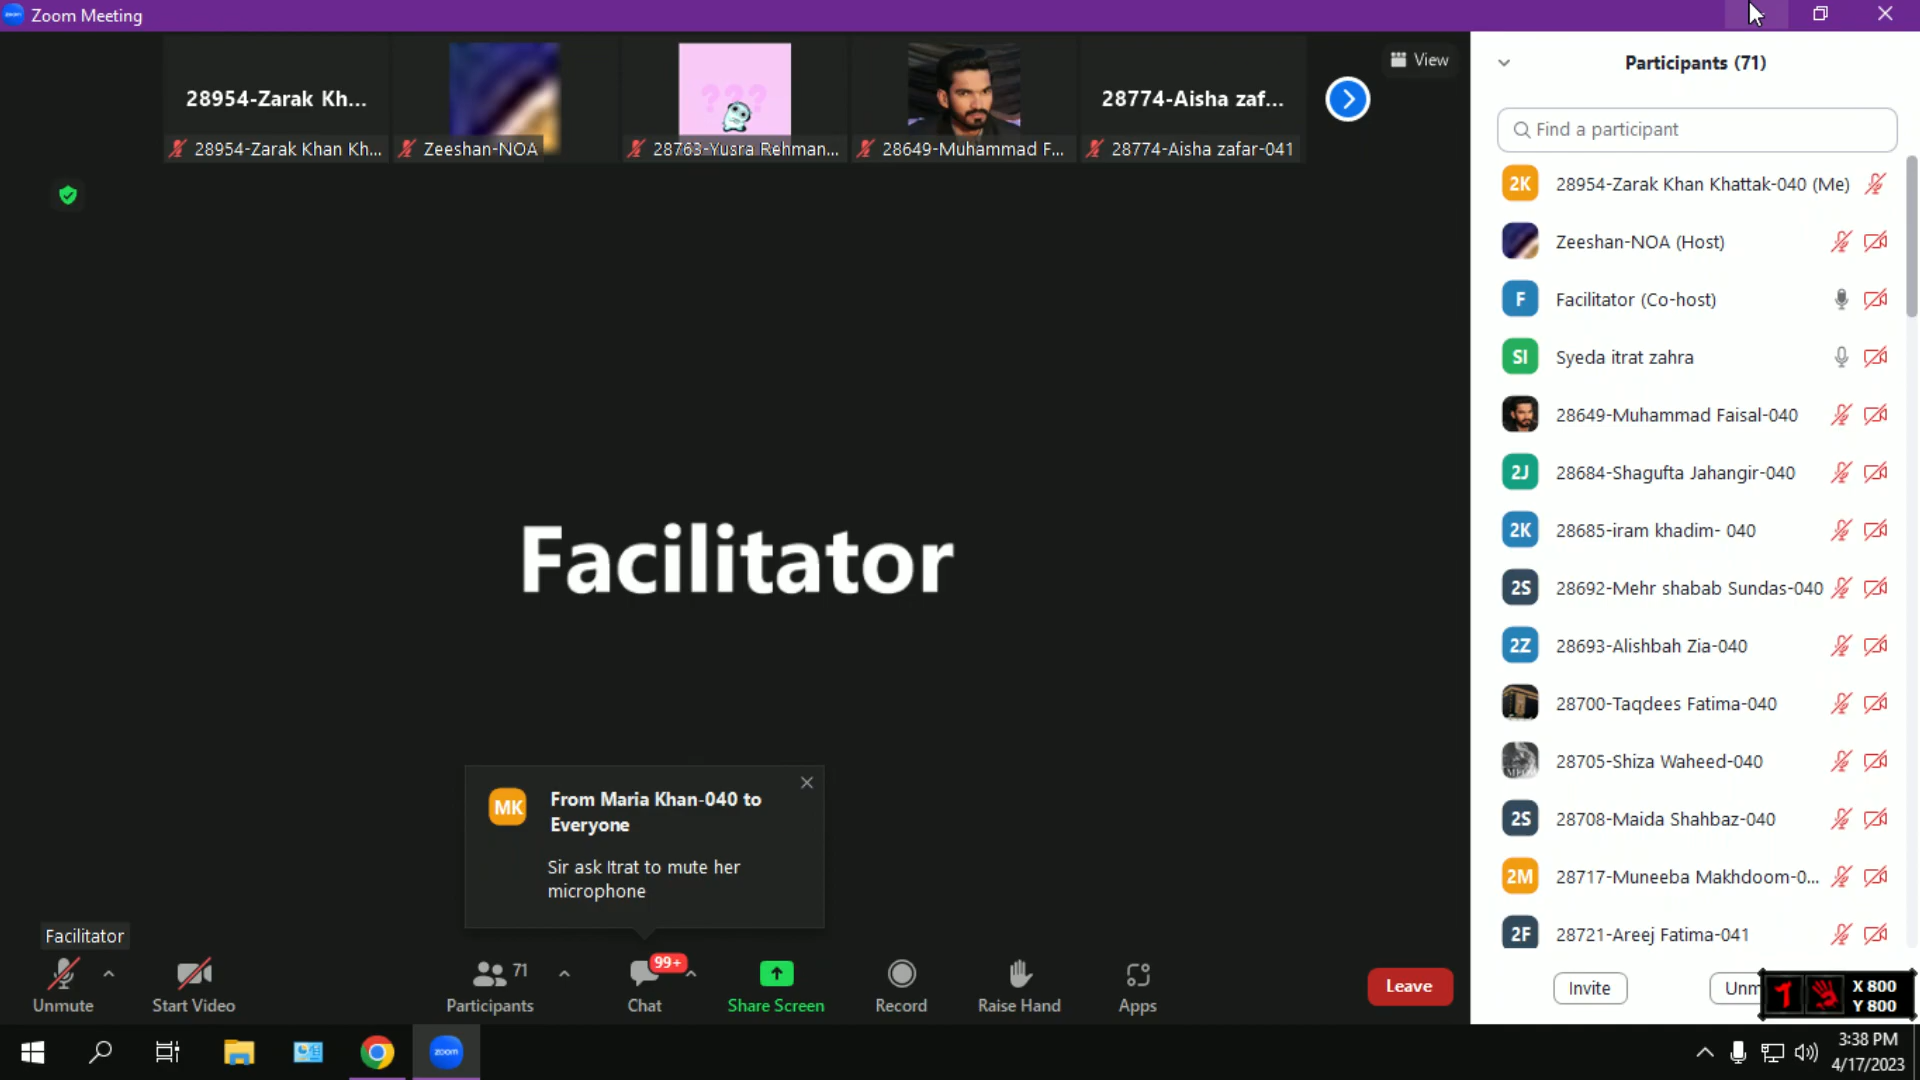 Zoom Meeting
28954-Zarak Kh...
28774-Aisha zaf...
28954-Zarak Khan Kh...
Zeeshan-NOA
???
28763-Yusra Rehman...
28649-Muhammad F...
28774-Aisha zafar-041
View
Participants (71)
Find a participant
2K
28954-Zarak Khan Khattak-040 (Me)
Zeeshan-NOA (Host)
F
Facilitator (Co-host)
SI
Syeda itrat zahra
28649-Muhammad Faisal-040
2J
28684-Shagufta Jahangir-040
2K
28685-iram khadim- 040
2S
28692-Mehr shabab Sundas-040
2Z
28693-Alishbah Zia-040
28700-Taqdees Fatima-040
28705-Shiza Waheed-040
2S
28708-Maida Shahbaz-040
2M
28717-Muneeba Makhdoom-0...
2F
28721-Areej Fatima-041
Invite
Unm
X 800
Y 800
Facilitator
MK
From Maria Khan-040 to
Everyone
Sir ask Itrat to mute her
microphone
Facilitator
Unmute
Start Video
71
Participants
99+
Chat
Share Screen
Record
Raise Hand
Apps
Leave
zoom
3:38 PM
4/17/2023